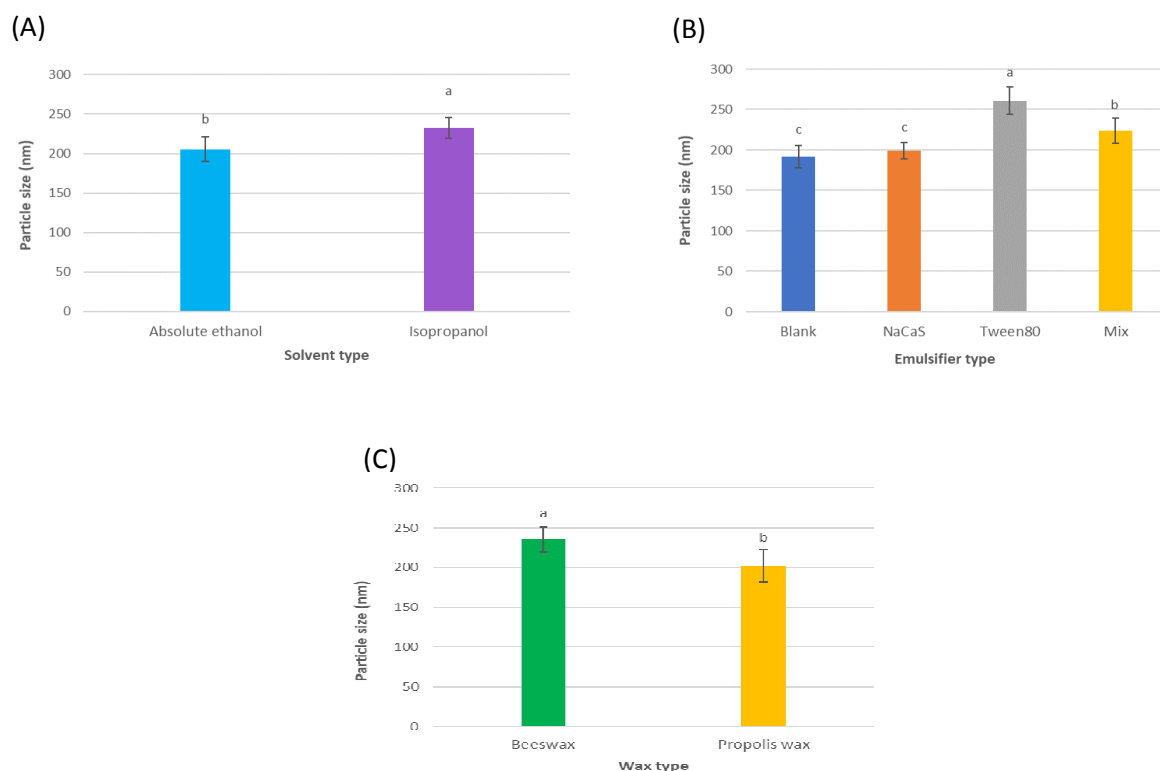 (A)
300
250
200
150
100
50
0
Particle size (nm)
b
a
Absolute ethanol
Isopropanol
Solvent type
(B)
300
250
200
150
100
50
0
Particle size (nm)
c
c
a
b
Blank
NaCaS
Tween80
Mix
Emulsifier type
(C)
300
250
200
150
100
50
0
Particle size (nm)
a
b
Beeswax
Propolis wax
Wax type